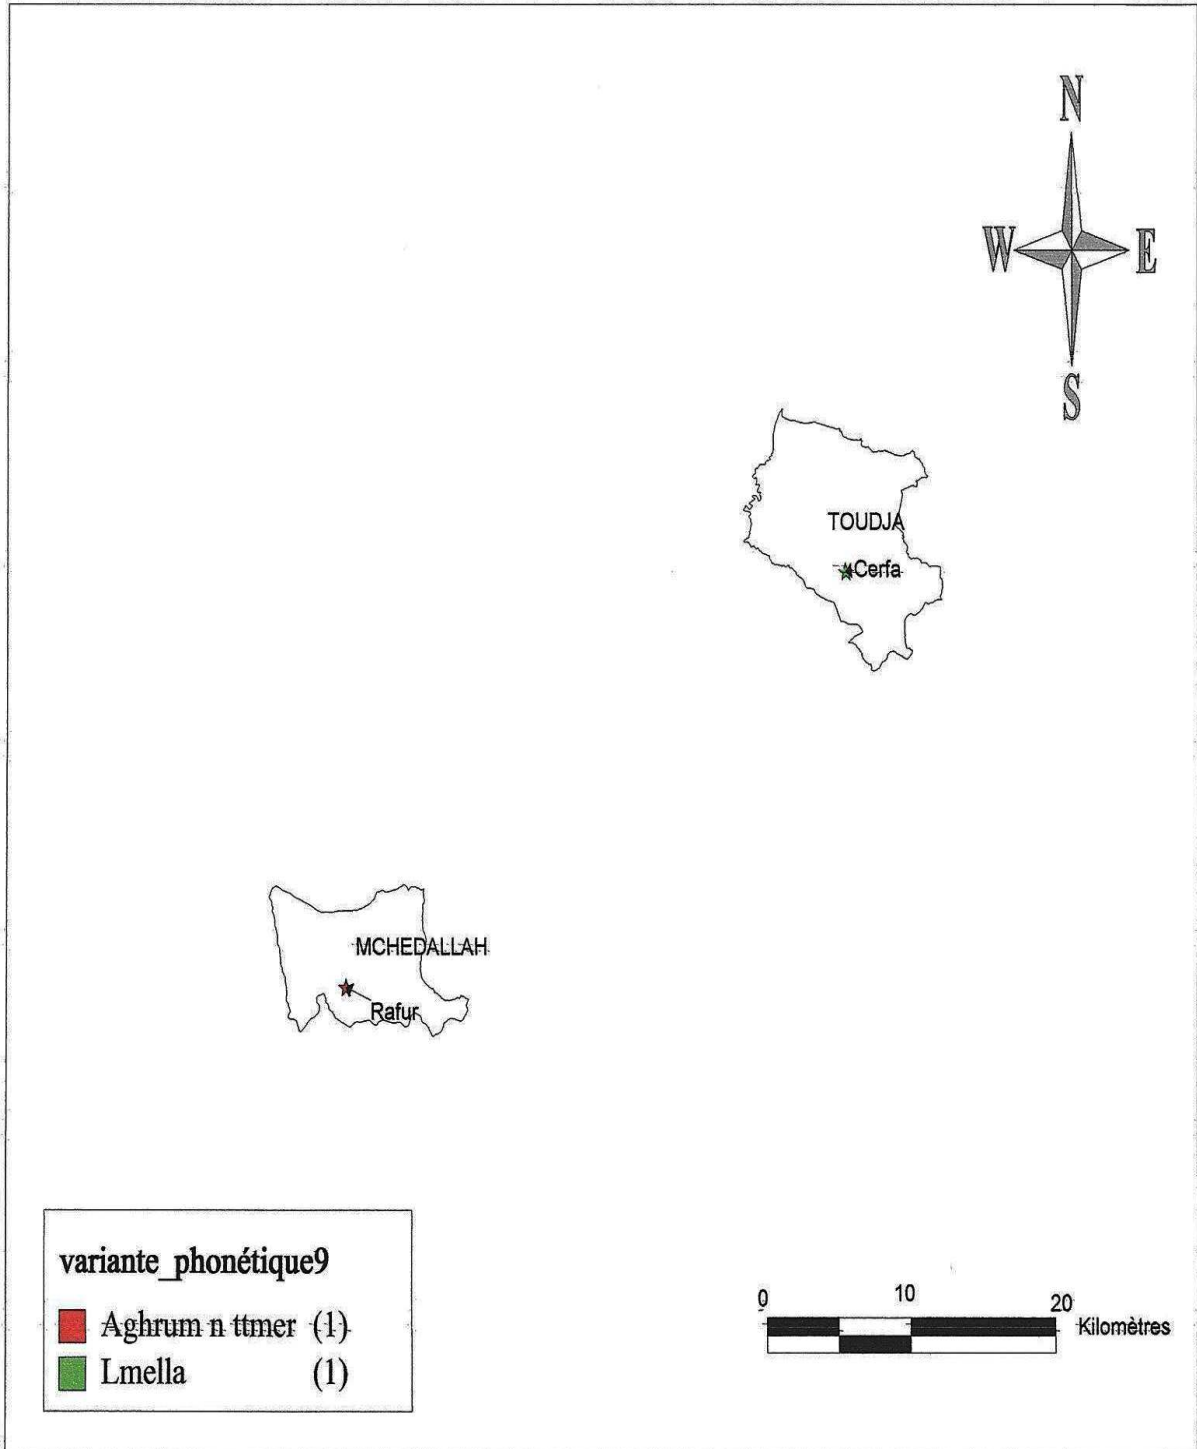 N
W E
S
TOUDJA
Cerfa
MCHEDALLAH
Rafur
variante_phonétique9
Aghrum n ttmer (1)
Lmella (1)
0 10 20
Kilomètres